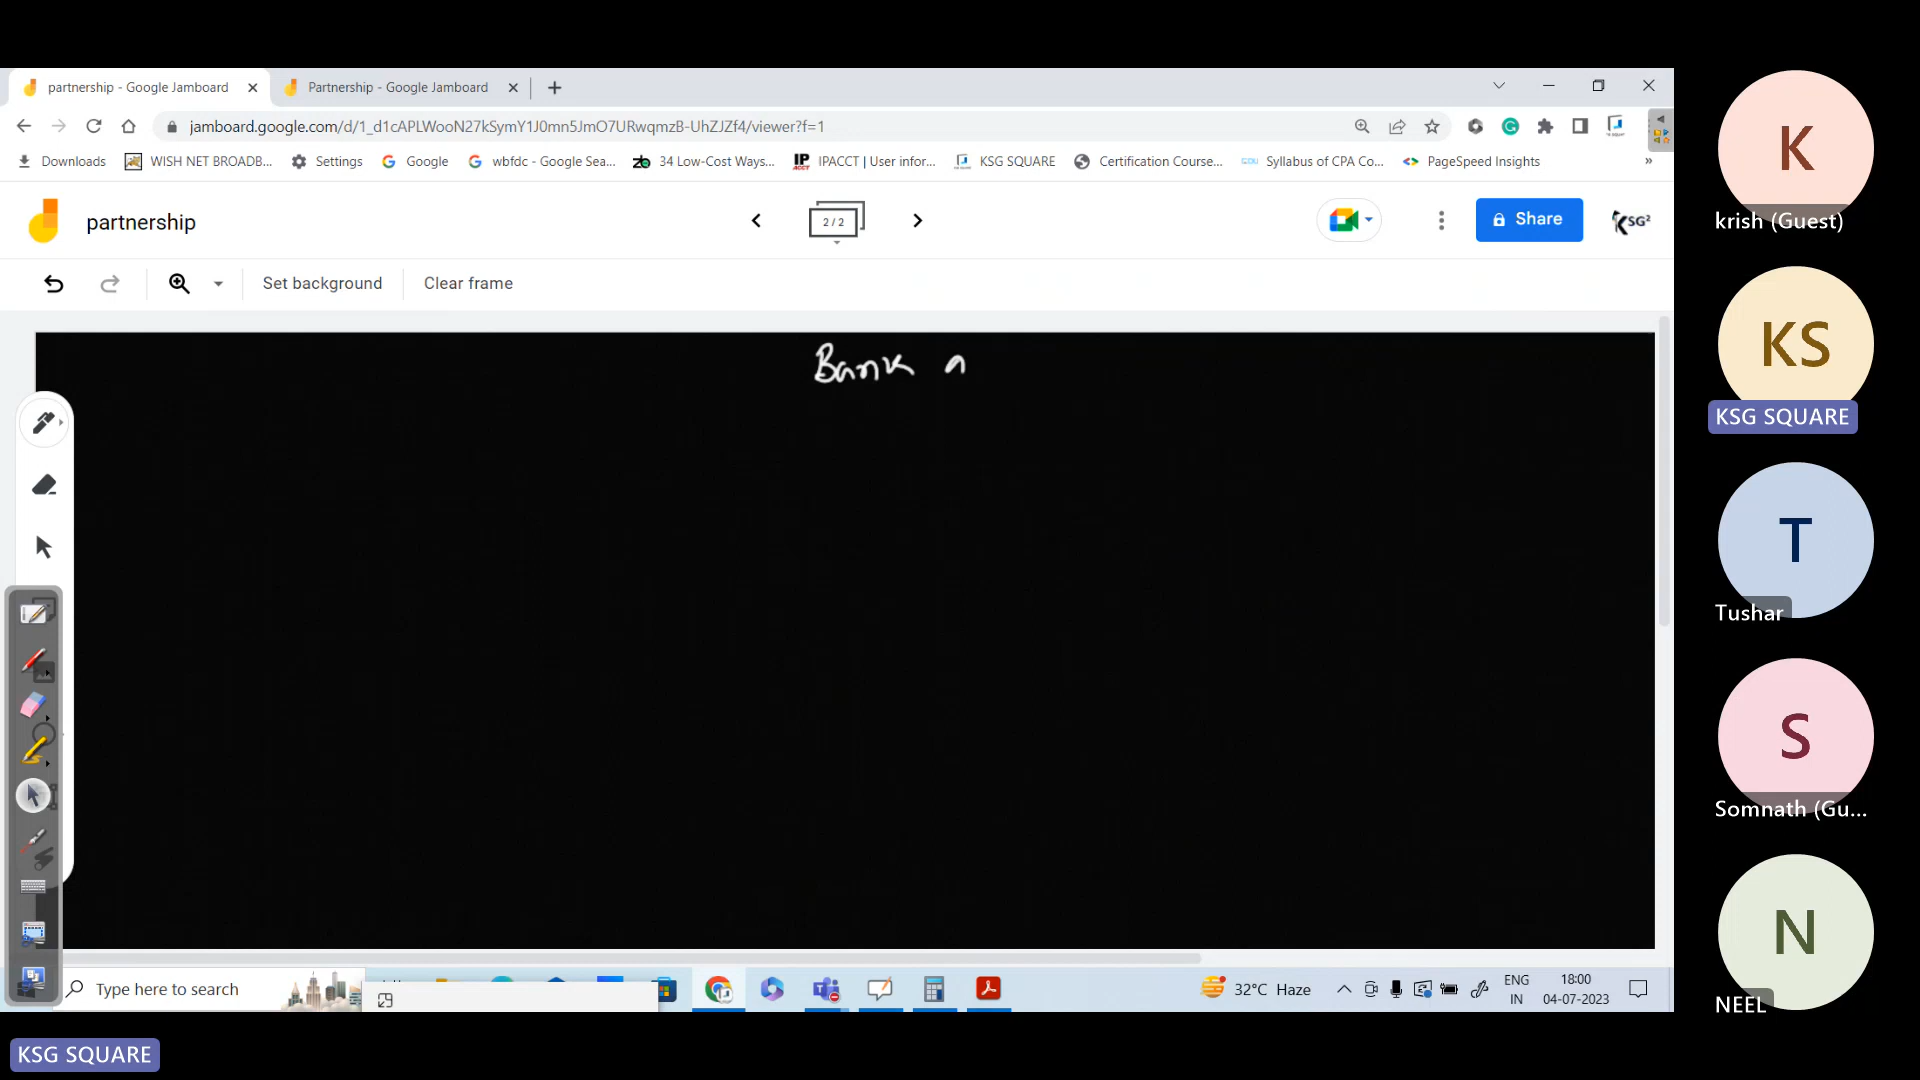 partnership - Google Jamboard
Partnership - Google Jamboard
jamboard.google.com/d/1_d1cAPLWooN27kSymY1J0mn5JmO7URwqmzB-UhZJZf4/viewer?f=1
Downloads
WISH NET BROADB...
Settings
Google
wbfdc - Google Sea...
34 Low-Cost Ways...
IPACCT | User infor...
KSG SQUARE
Certification Course...
Syllabus of CPA Co...
PageSpeed Insights
»
partnership
2 / 2
Share
KSG²
Set background
Clear frame
Bank a
Type here to search
32°C Haze
ENG
IN
18:00
04-07-2023
K
krish (Guest)
KS
KSG SQUARE
T
Tushar
S
Somnath (Gu...
N
NEEL
KSG SQUARE